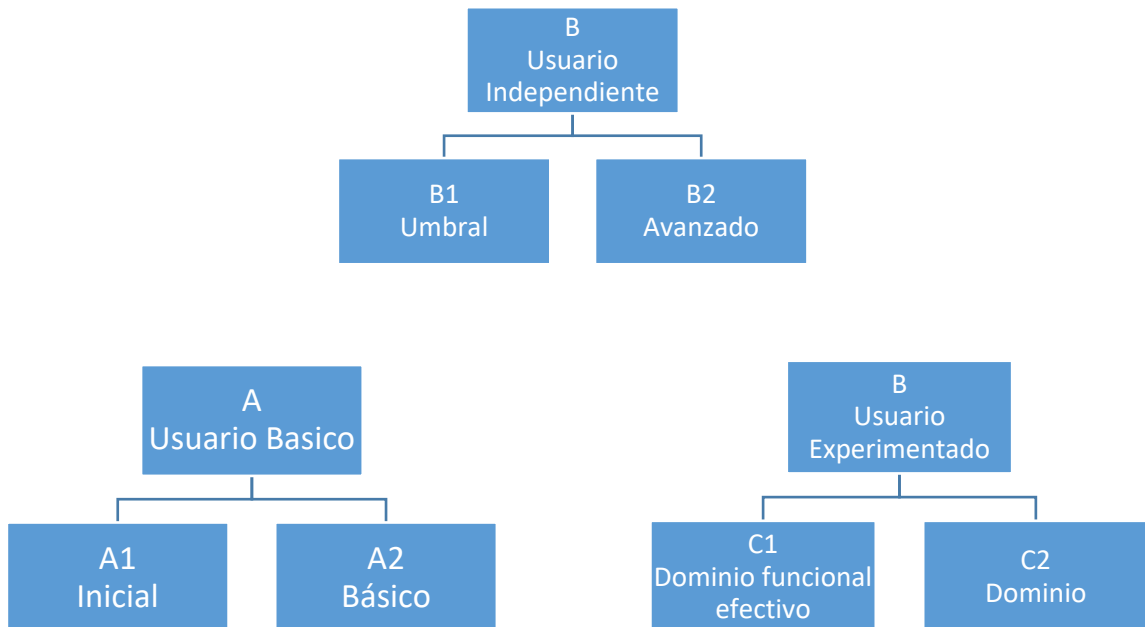 B
Usuario
Independiente
B1
Umbral
B2
Avanzado
A
Usuario Basico
A1
Inicial
A2
Básico
B
Usuario
Experimentado
C1
Dominio funcional
efectivo
C2
Dominio